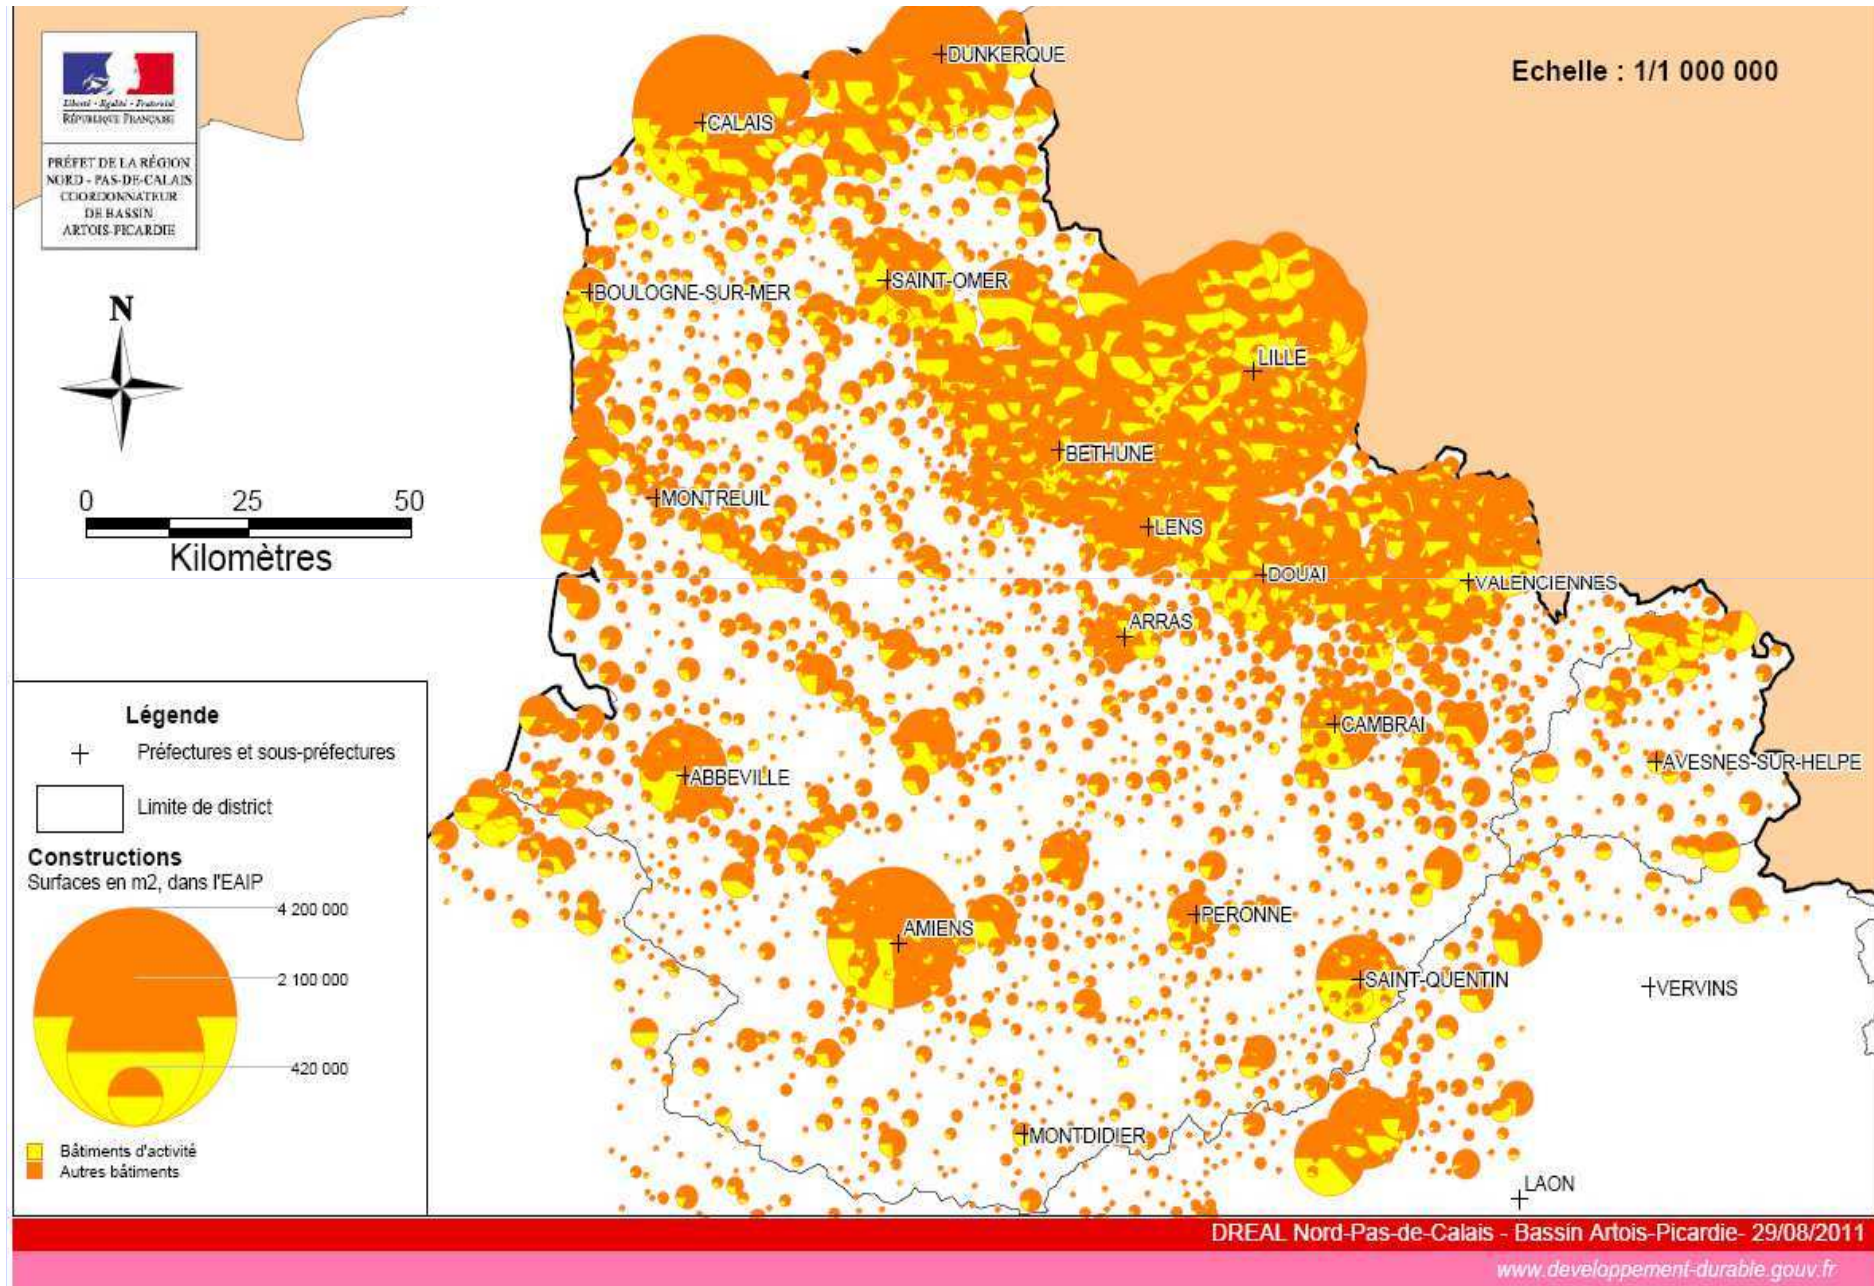 Liberté • Égalité • Fraternité
RÉPUBLIQUE FRANÇAISE
PRÉFET DE LA RÉGION
NORD - PAS-DE-CALAIS
COORDONNATEUR
DE BASSIN
ARTOIS-PICARDIE
Echelle : 1/1 000 000
N
0 25 50
Kilomètres
DUNKERQUE
CALAIS
SAINT-OMER
BOULOGNE-SUR-MER
LILLE
BETHUNE
MONTREUIL
LENS
DOUAI
VALENCIENNES
ARRAS
CAMBRAI
AVESNES-SUR-HELPE
ABBEVILLE
PERONNE
AMIENS
SAINT-QUENTIN
VERVINS
MONTDIDIER
LAON
Légende
Préfectures et sous-préfectures
Limite de district
Constructions
Surfaces en m2, dans l'EAIP
4 200 000
2 100 000
420 000
Bâtiments d'activité
Autres bâtiments
DREAL Nord-Pas-de-Calais - Bassin Artois-Picardie- 29/08/2011
www.developpement-durable.gouv.fr